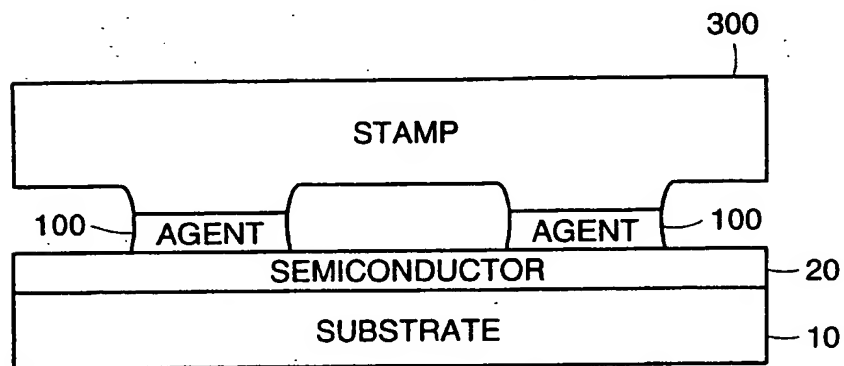 300
STAMP
100 AGENT AGENT 100
SEMICONDUCTOR 20
SUBSTRATE 10